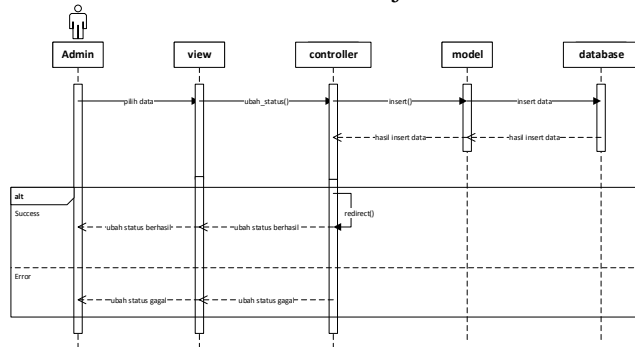 Admin view controller model database
pilih data ubah_status() insert() insert data
hasil insert data hasil insert data
alt
Success
redirect()
ubah status berhasil ubah status berhasil
Error
ubah status gagal ubah status gagal